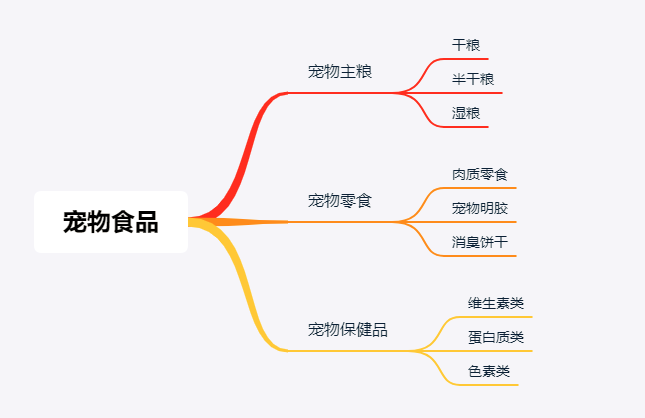 宠物食品
宠物主粮
干粮
半干粮
湿粮
宠物零食
肉质零食
宠物明胶
消臭饼干
宠物保健品
维生素类
蛋白质类
色素类